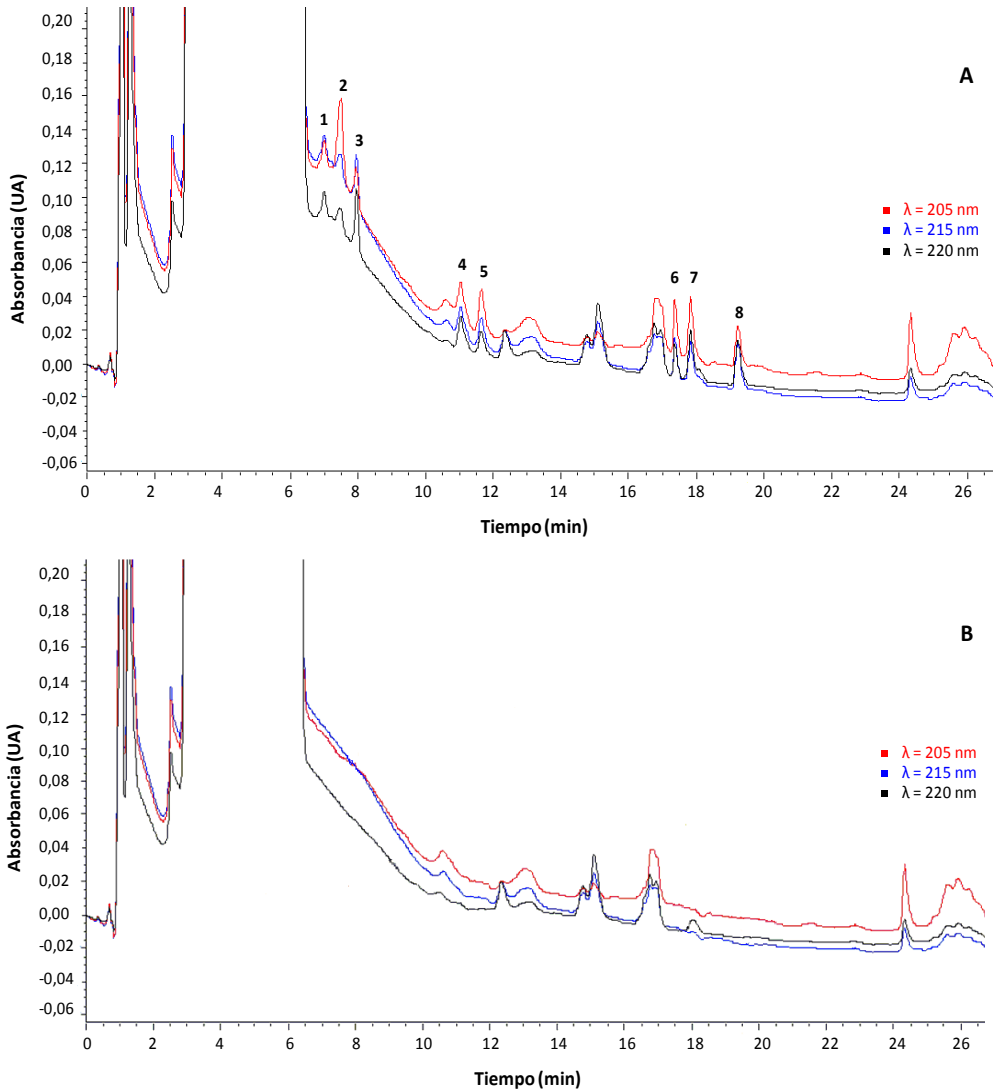 0,20
0,18
0,16
0,14
0,12
0,10
0,08
0,06
0,04
0,02
0,00
-0,02
-0,04
-0,06
Absorbancia (UA)
A
1
2
3
4
5
6
7
8
λ = 205 nm
λ = 215 nm
λ = 220 nm
0 2 4 6 8 10 12 14 16 18 20 22 24 26
Tiempo (min)
0,20
0,18
0,16
0,14
0,12
0,10
0,08
0,06
0,04
0,02
0,00
-0,02
-0,04
-0,06
Absorbancia (UA)
B
λ = 205 nm
λ = 215 nm
λ = 220 nm
0 2 4 6 8 10 12 14 16 18 20 22 24 26
Tiempo (min)